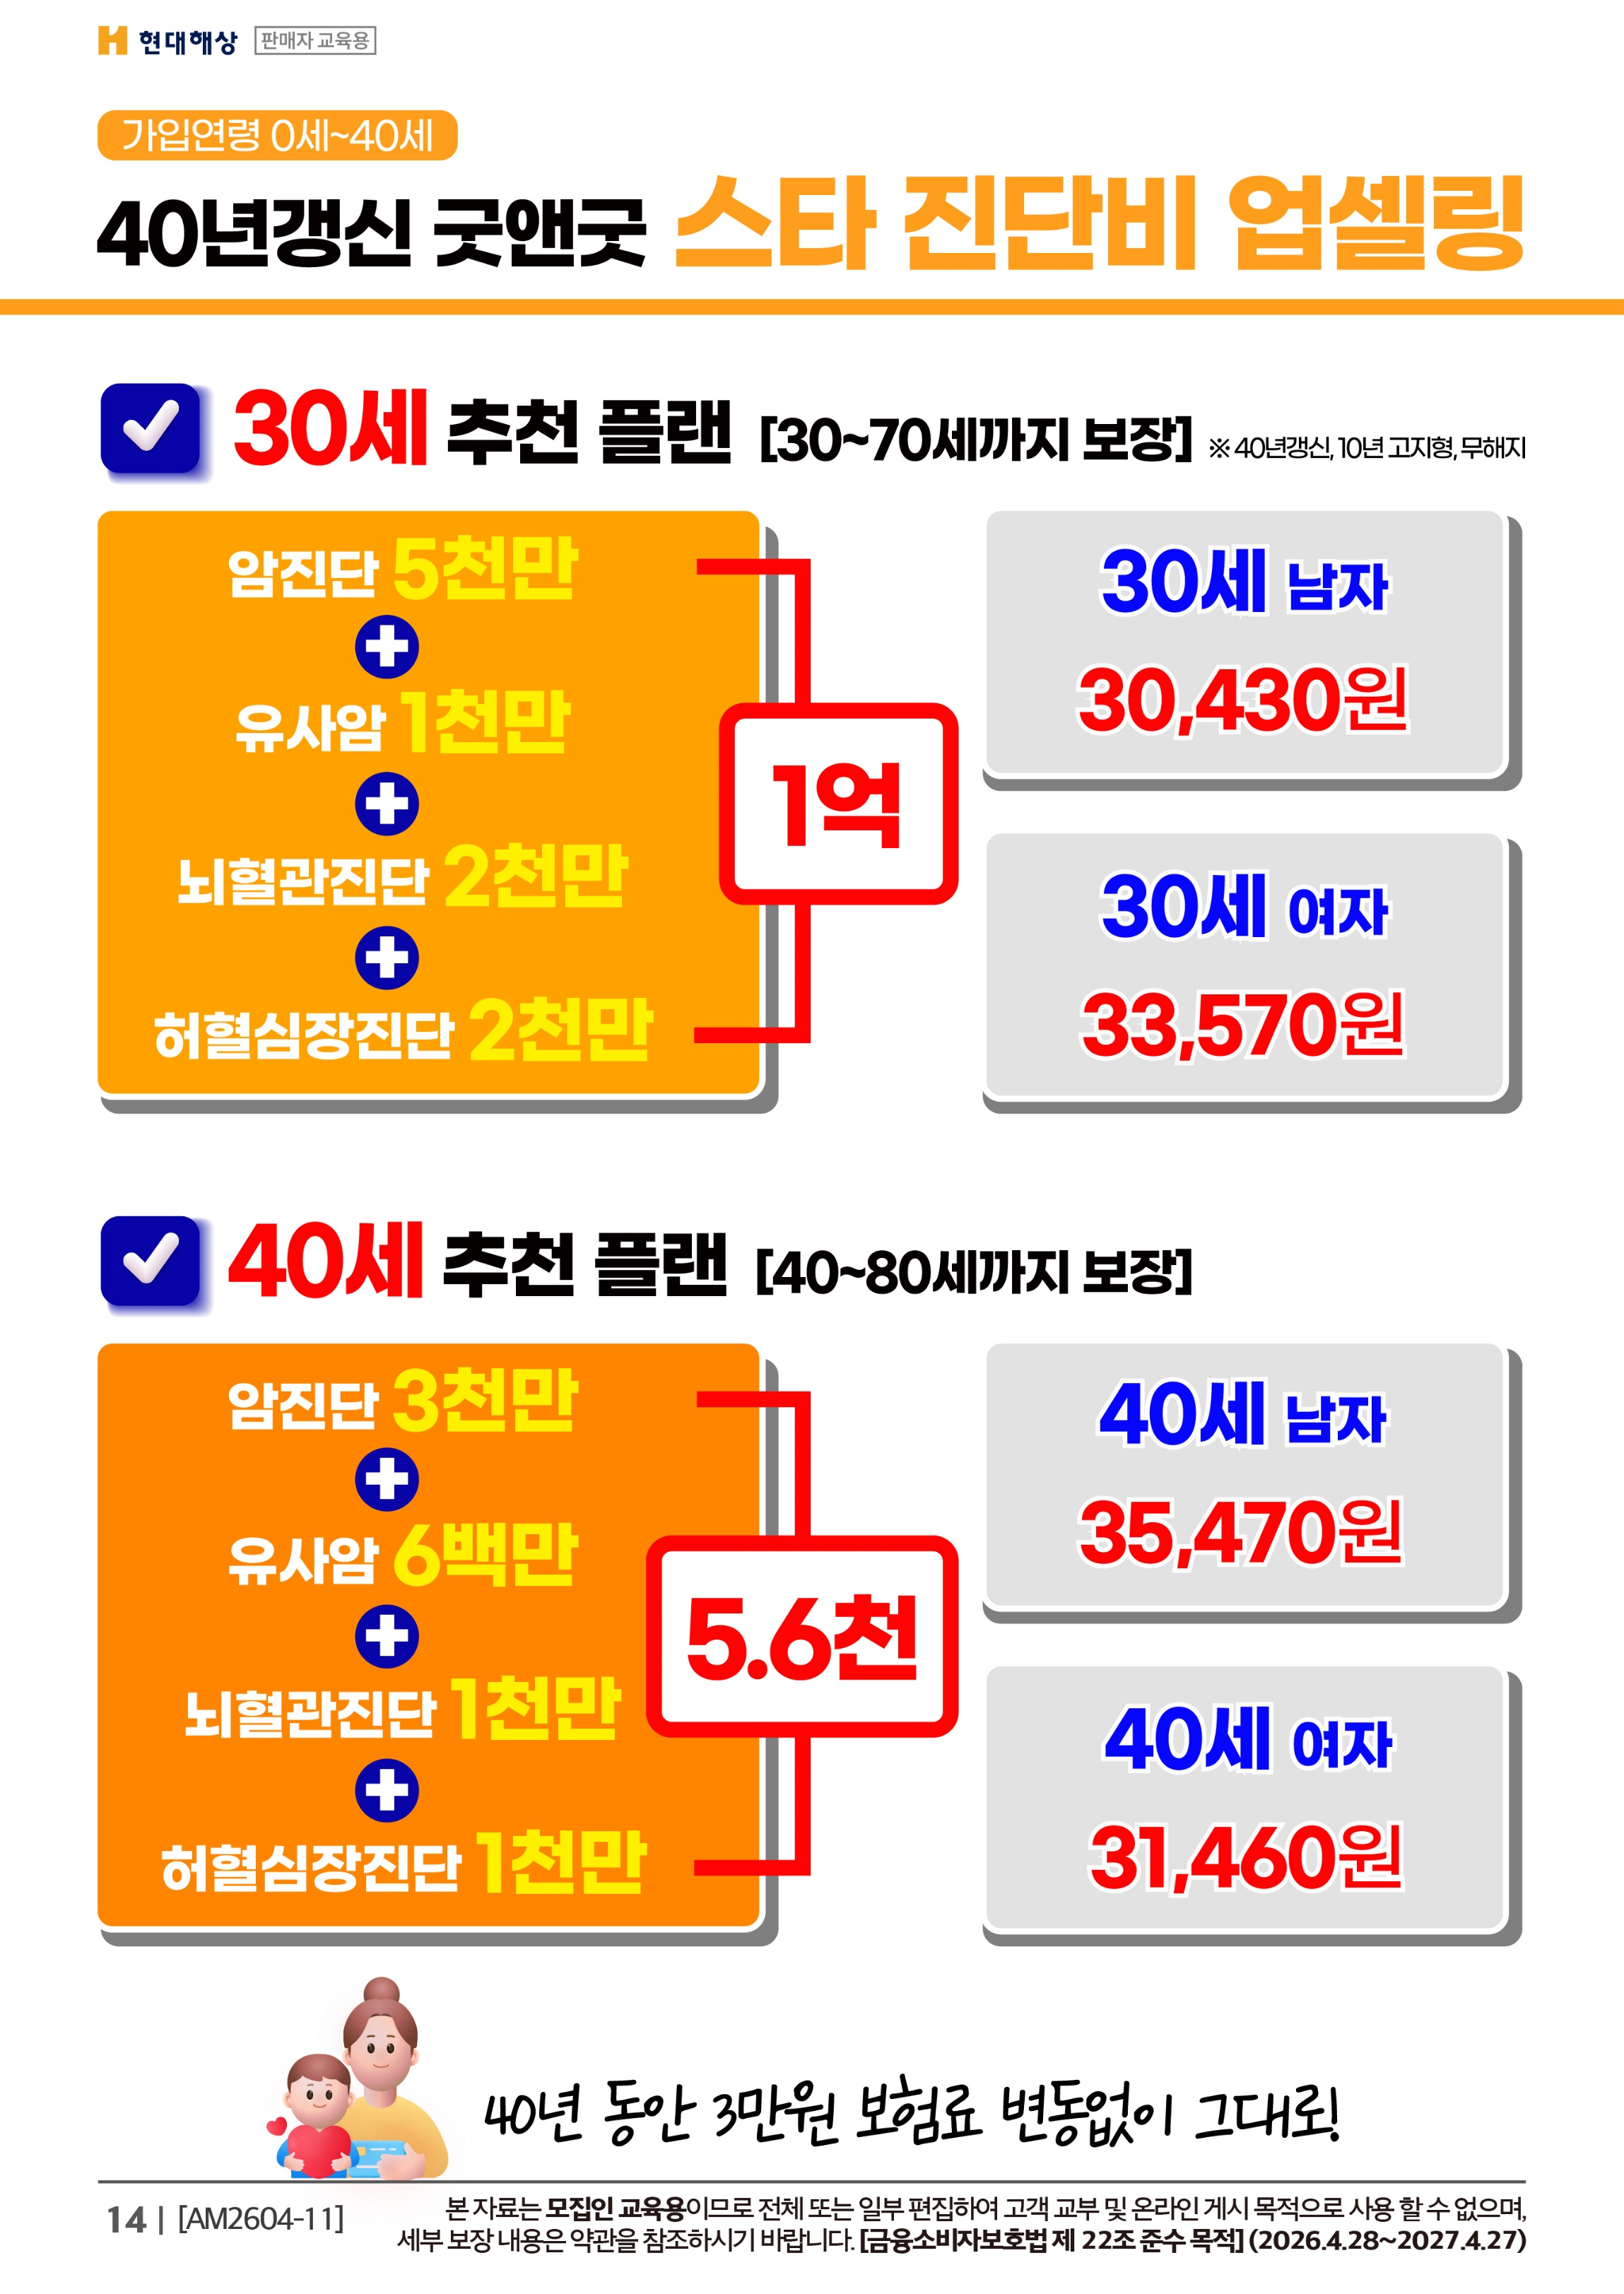 현대해상 판매자 교육용
가입연령 0세~40세
40년갱신 굿앤굿 스타 진단비 업셀링
30세 추천 플랜 [30~70세까지 보장] ※ 40년갱신, 10년 고지형, 무해지
암진단 5천만
유사암 1천만
뇌혈관진단 2천만
허혈심장진단 2천만
1억
30세 남자
30,430원
30세 여자
33,570원
40세 추천 플랜 [40~80세까지 보장]
암진단 3천만
유사암 6백만
뇌혈관진단 1천만
허혈심장진단 1천만
5.6천
40세 남자
35,470원
40세 여자
31,460원
40년 동안 3만원 보험료 변동없이 그대로!
14 | [AM2604-11]
본 자료는 모집인 교육용이므로 전체 또는 일부 편집하여 고객 교부 및 온라인 게시 목적으로 사용 할 수 없으며,
세부 보장 내용은 약관을 참조하시기 바랍니다. [금융소비자보호법 제 22조 준수 목적] (2026.4.28~2027.4.27)